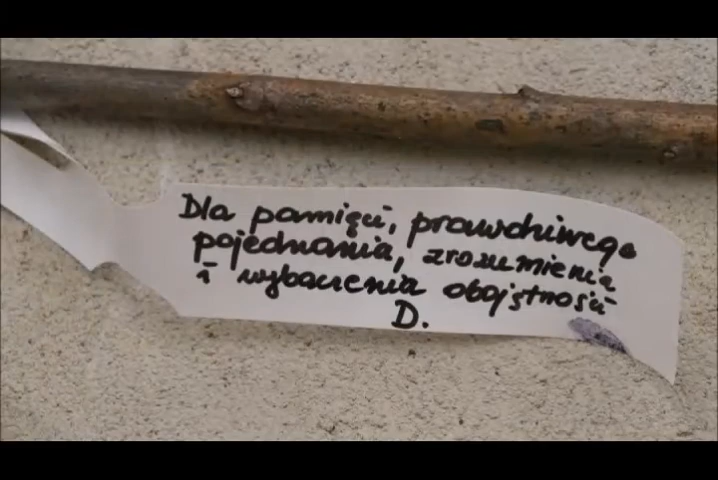 Dla pamięci, prawdziwego
pojednania, zrozumienia
i wybaczenia obojętności
D.